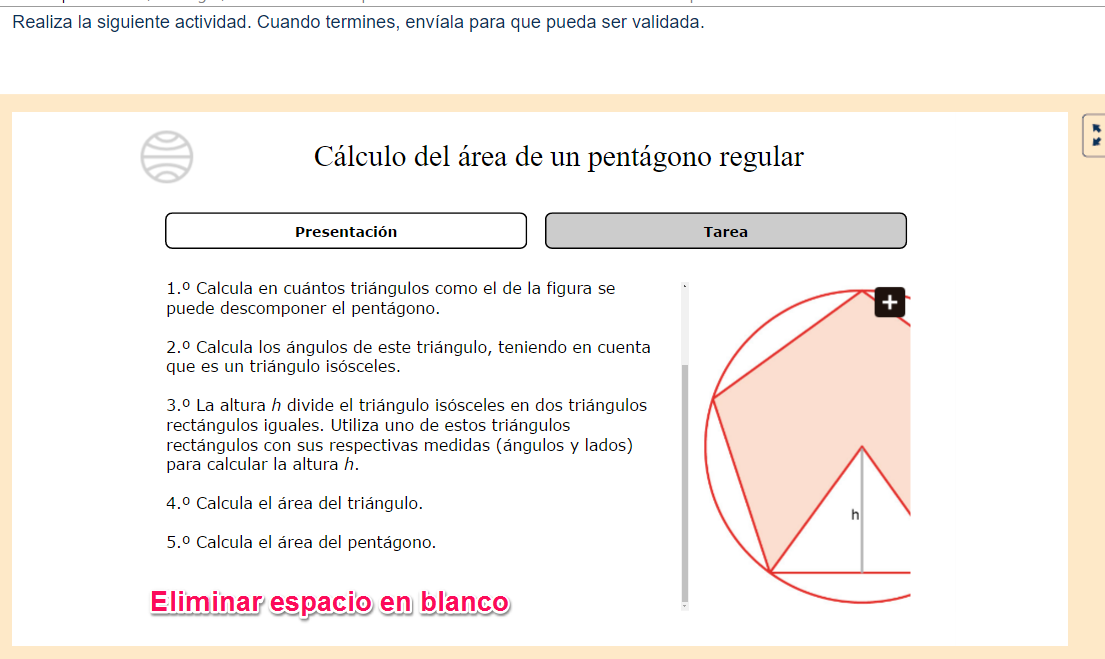 Realiza la siguiente actividad. Cuando termines, envíala para que pueda ser validada.
Cálculo del área de un pentágono regular
Presentación
Tarea
1.º Calcula en cuántos triángulos como el de la figura se
puede descomponer el pentágono.
2.º Calcula los ángulos de este triángulo, teniendo en cuenta
que es un triángulo isósceles.
3.º La altura h divide el triángulo isósceles en dos triángulos
rectángulos iguales. Utiliza uno de estos triángulos
rectángulos con sus respectivas medidas (ángulos y lados)
para calcular la altura h.
4.º Calcula el área del triángulo.
5.º Calcula el área del pentágono.
h
Eliminar espacio en blanco